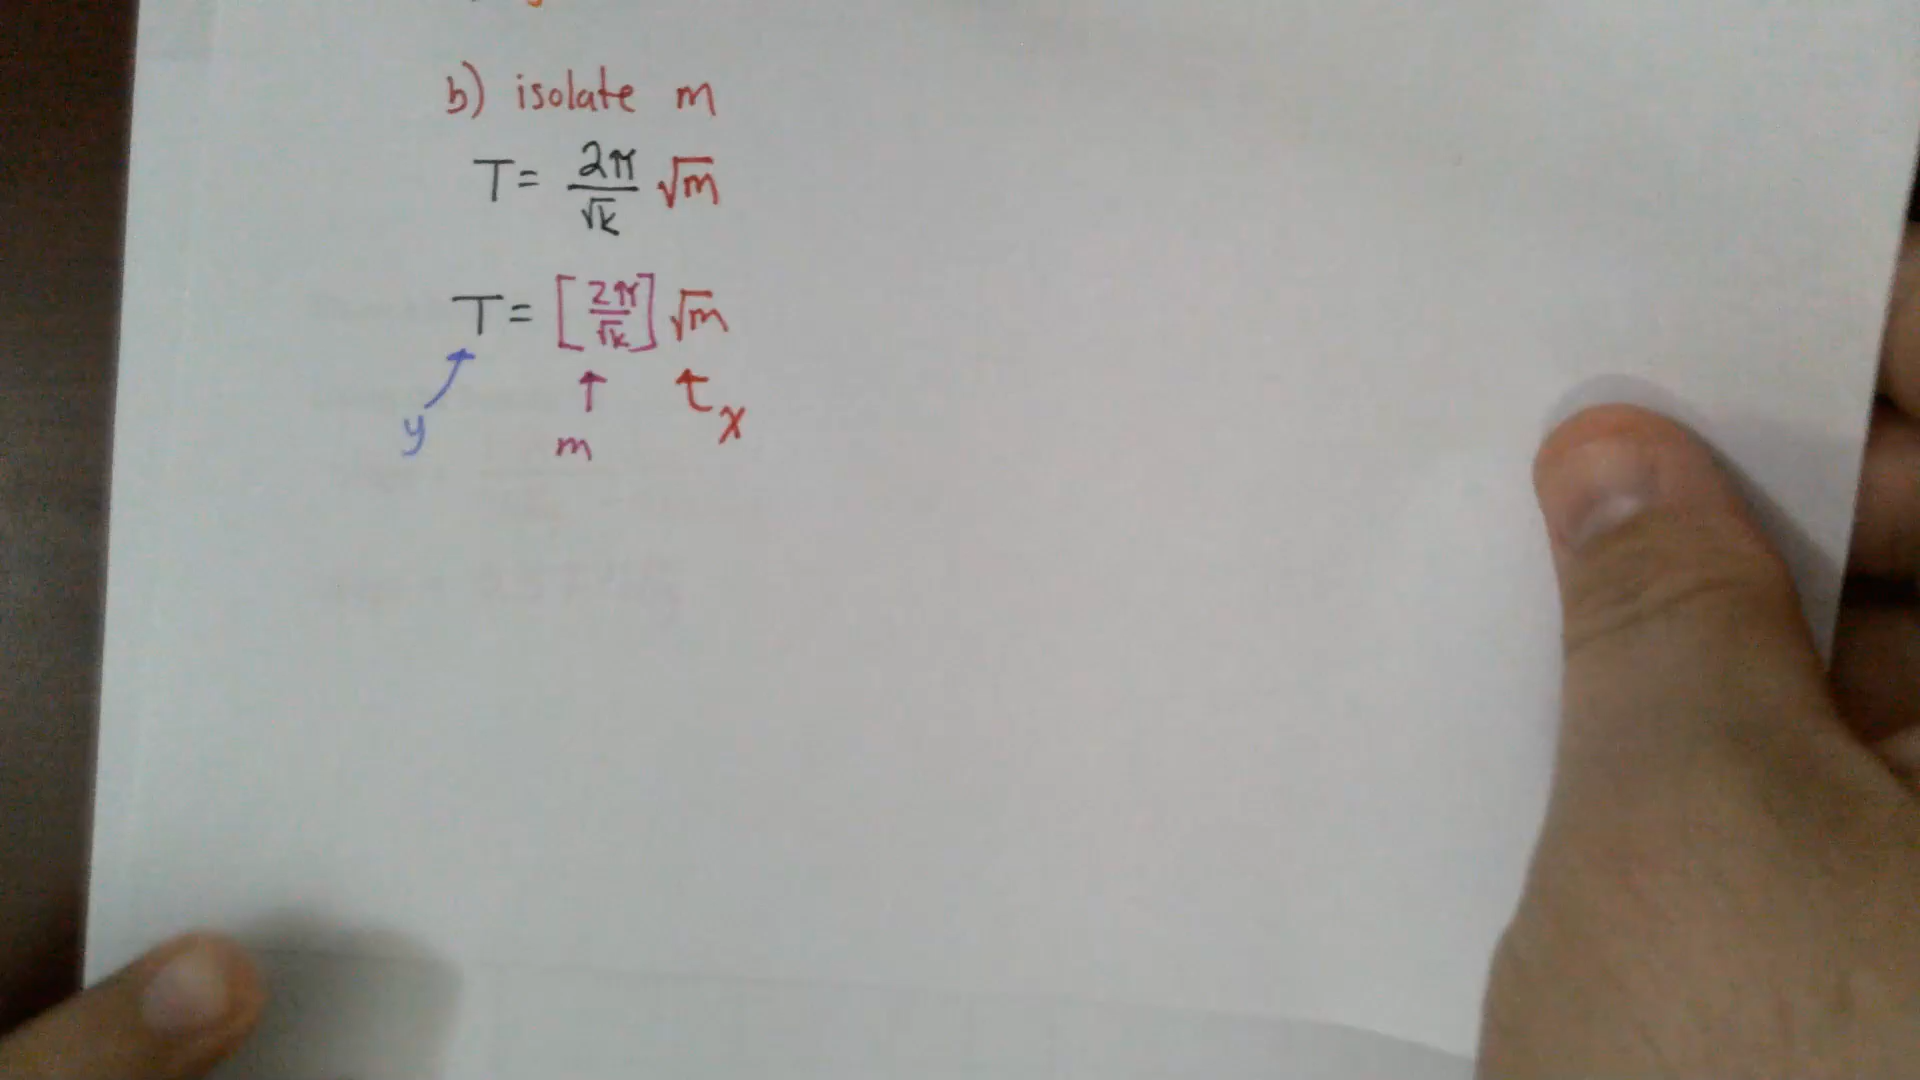 b) isolate m
T= 2π/√k √m
T= [2π/√k] √m
y m x